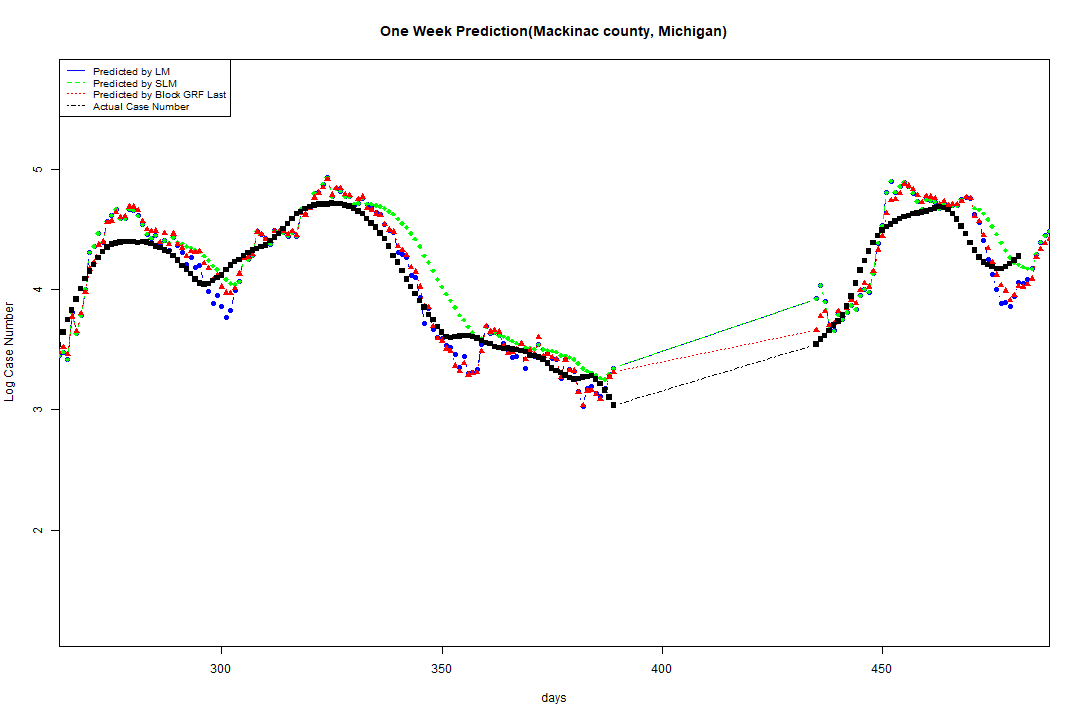 One Week Prediction(Mackinac county, Michigan)
Predicted by LM
Predicted by SLM
Predicted by Block GRF Last
Actual Case Number
5
4
3
2
Log Case Number
300 350 400 450
days